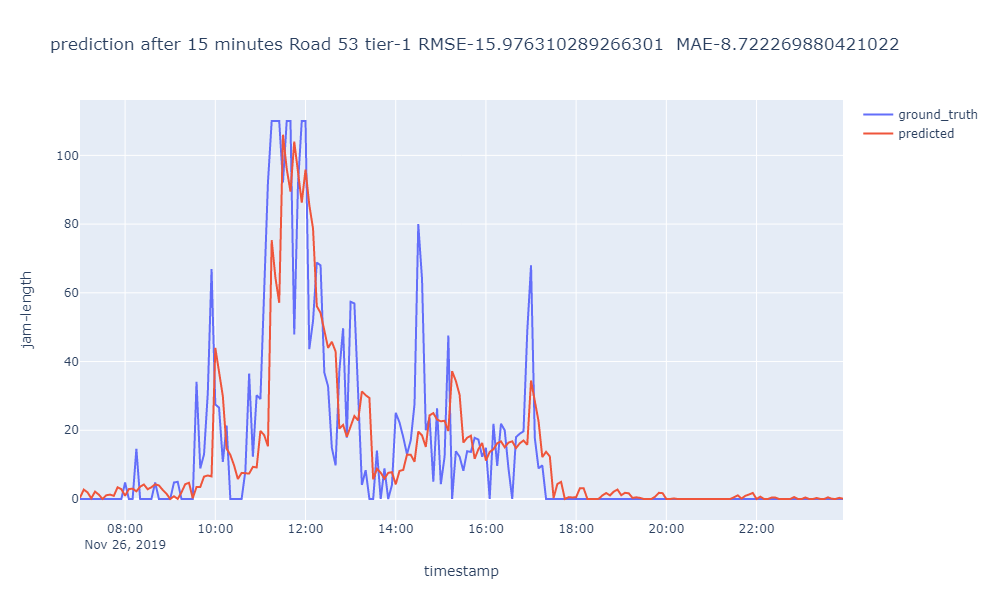 prediction after 15 minutes Road 53 tier-1 RMSE-15.976310289266301  MAE-8.722269880421022
ground_truth
predicted
100
80
60
40
20
0
jam-length
08:00 10:00 12:00 14:00 16:00 18:00 20:00 22:00
Nov 26, 2019
timestamp